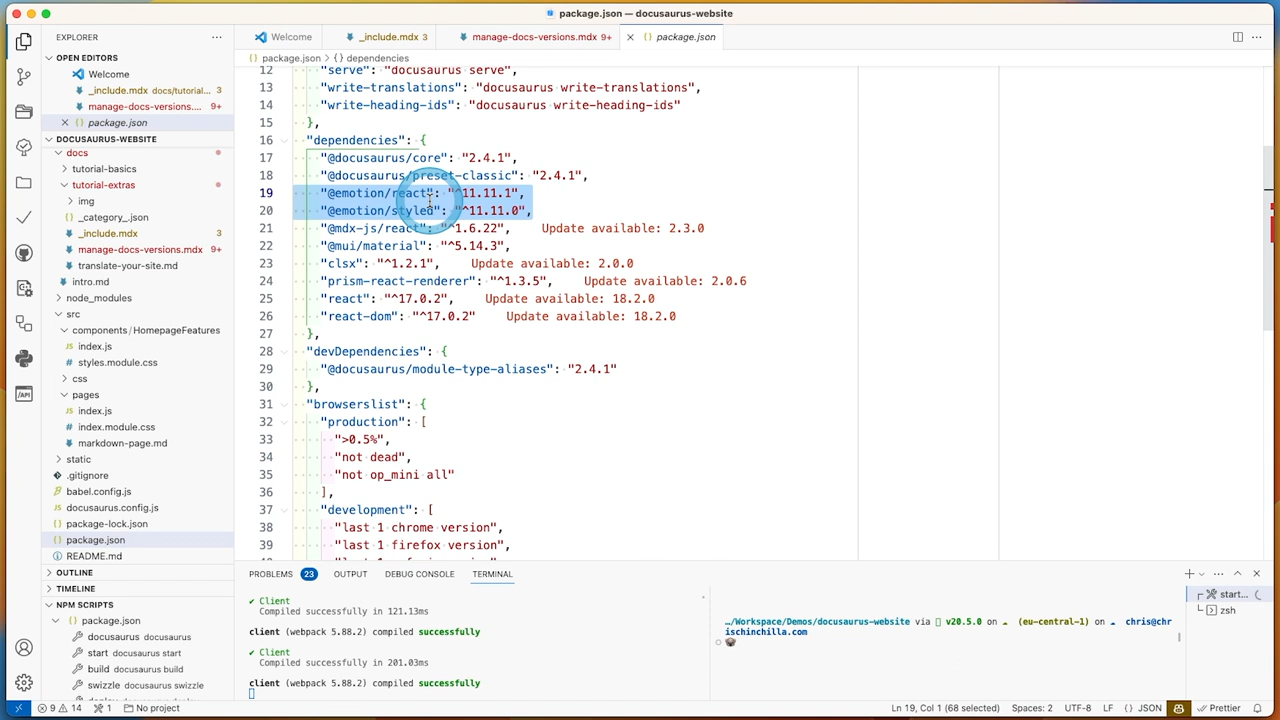 package.json — docusaurus-website
EXPLORER
Welcome
_include.mdx 3
manage-docs-versions.mdx 9+
package.json
OPEN EDITORS
package.json > {} dependencies
Welcome
_include.mdx docs/tutorial... 3
manage-docs-versions.... 9+
package.json
DOCUSAURUS-WEBSITE
docs
tutorial-basics
tutorial-extras
img
_category_.json
_include.mdx 3
manage-docs-versions.mdx 9+
translate-your-site.md
intro.md
node_modules
src
components/HomepageFeatures
index.js
styles.module.css
css
pages
index.js
index.module.css
markdown-page.md
static
.gitignore
babel.config.js
docusaurus.config.js
package-lock.json
package.json
README.md
OUTLINE
TIMELINE
NPM SCRIPTS
package.json
docusaurus docusaurus
start docusaurus start
build docusaurus build
swizzle docusaurus swizzle
12 "serve": "docusaurus serve",
13 "write-translations": "docusaurus write-translations",
14 "write-heading-ids": "docusaurus write-heading-ids"
15 },
16 "dependencies": {
17 "@docusaurus/core": "2.4.1",
18 "@docusaurus/preset-classic": "2.4.1",
19 "@emotion/react": "^11.11.1",
20 "@emotion/styled": "^11.11.0",
21 "@mdx-js/react": "^1.6.22", Update available: 2.3.0
22 "@mui/material": "^5.14.3",
23 "clsx": "^1.2.1", Update available: 2.0.0
24 "prism-react-renderer": "^1.3.5", Update available: 2.0.6
25 "react": "^17.0.2", Update available: 18.2.0
26 "react-dom": "^17.0.2" Update available: 18.2.0
27 },
28 "devDependencies": {
29 "@docusaurus/module-type-aliases": "2.4.1"
30 },
31 "browserslist": {
32 "production": [
33 ">0.5%",
34 "not dead",
35 "not op_mini all"
36 ],
37 "development": [
38 "last 1 chrome version",
39 "last 1 firefox version",
PROBLEMS 23 OUTPUT DEBUG CONSOLE TERMINAL
✔ Client
Compiled successfully in 121.13ms
client (webpack 5.88.2) compiled successfully
✔ Client
Compiled successfully in 201.03ms
client (webpack 5.88.2) compiled successfully
…/Workspace/Demos/docusaurus-website via v20.5.0 on (eu-central-1) on chris@chr
ischinchilla.com
start...
zsh
9 14 1 No project
Ln 19, Col 1 (68 selected) Spaces: 2 UTF-8 LF {} JSON Prettier